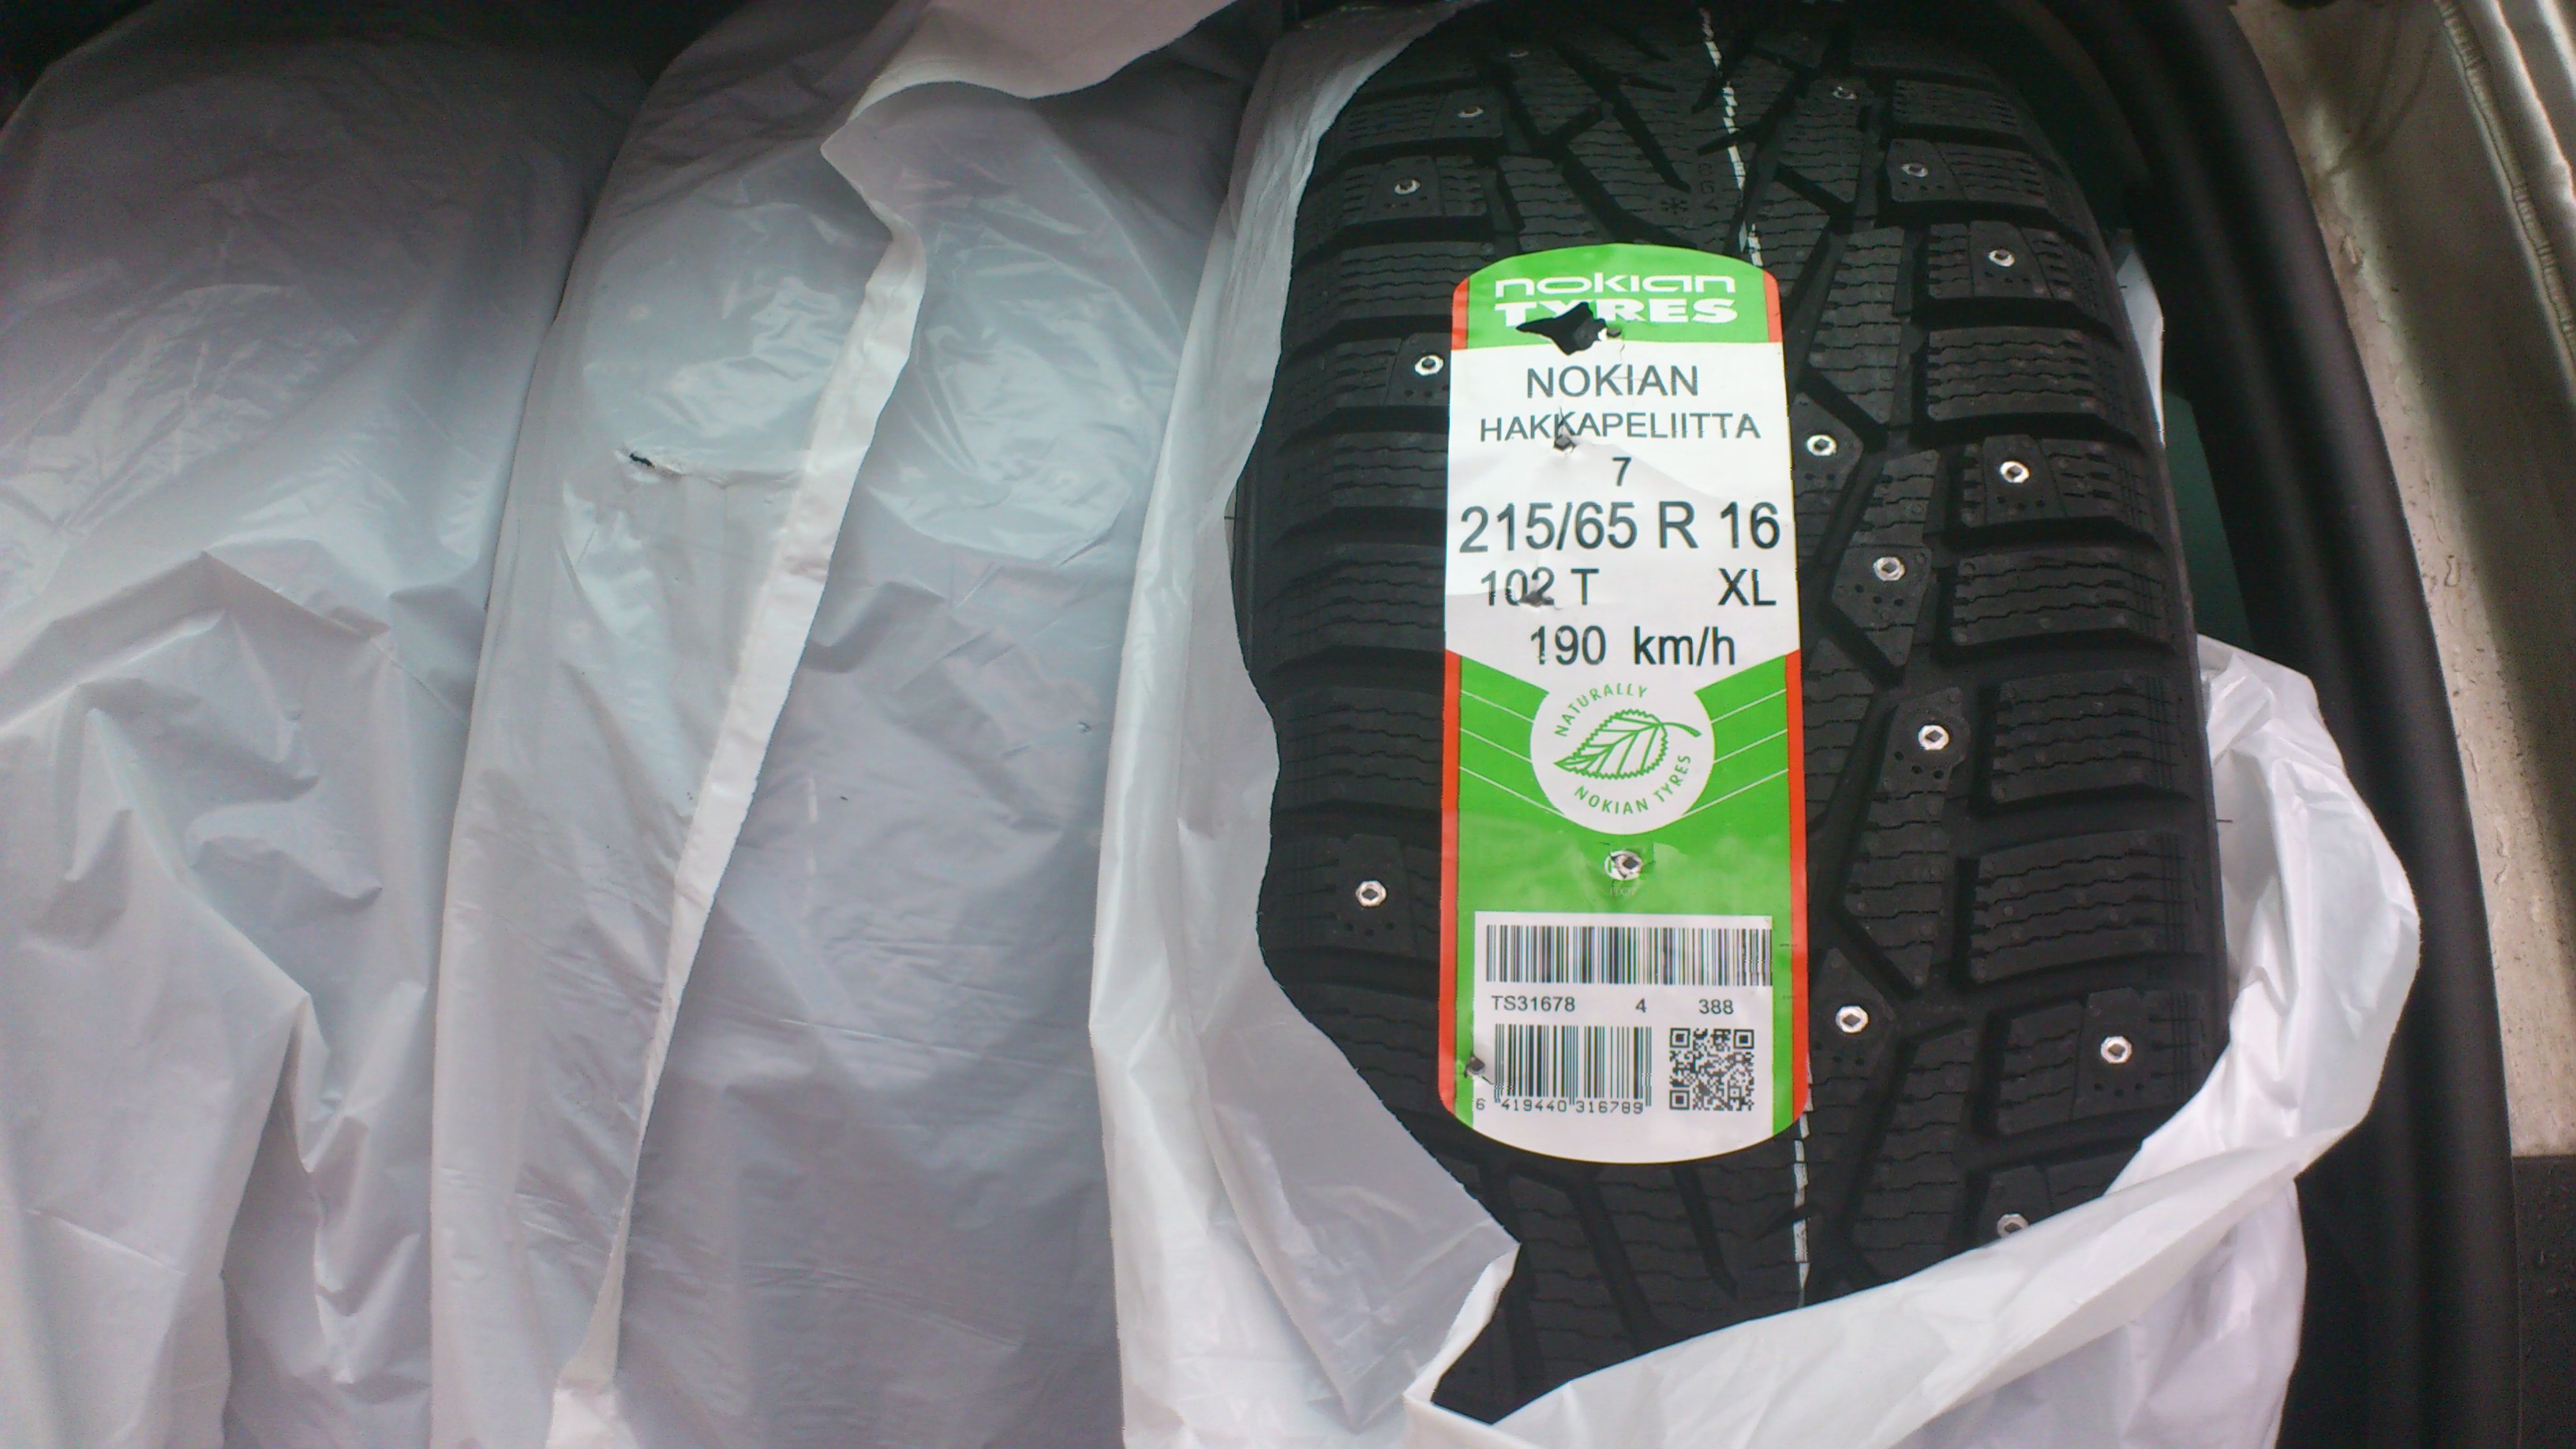 nokian
TYRES
NOKIAN
HAKKAPELIITTA
7
215/65 R 16
102 T XL
190 km/h
NATURALLY
NOKIAN TYRES
TS31678 4 388
6 419440 316789